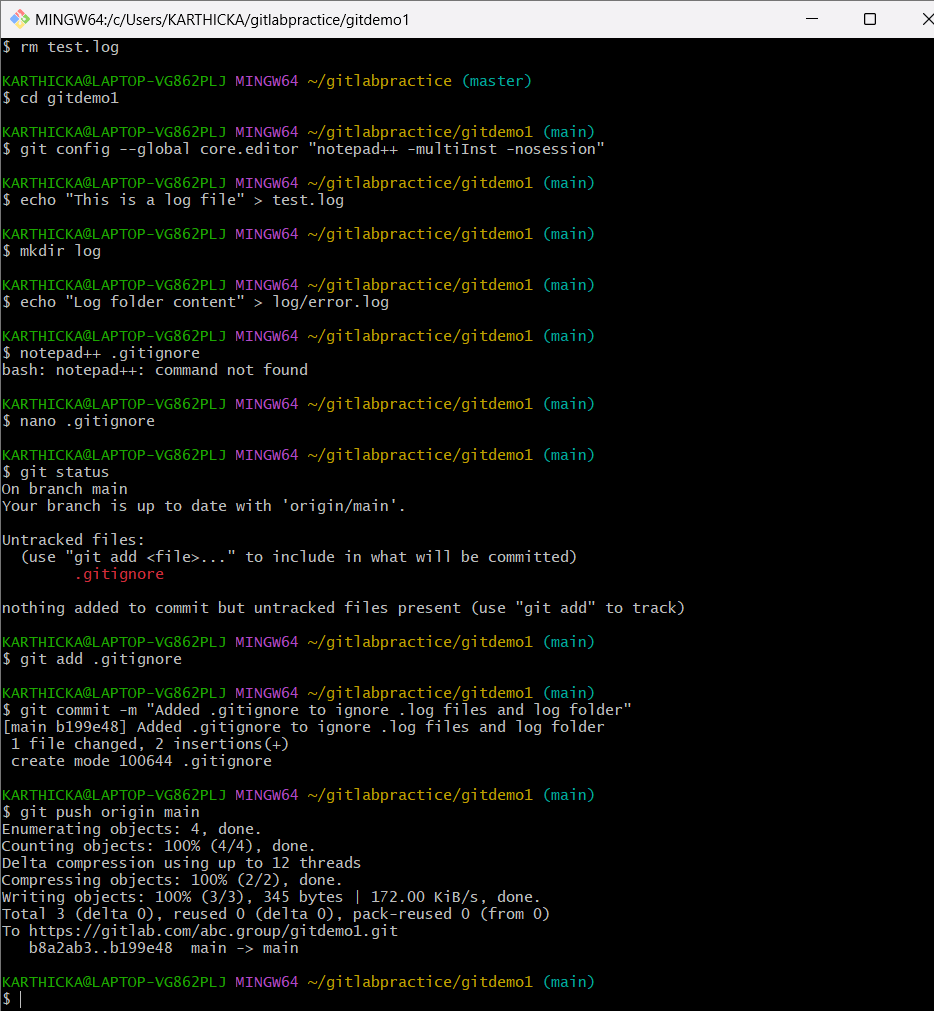 MINGW64:/c/Users/KARTHICKA/gitlabpractice/gitdemo1
$ rm test.log
KARTHICKA@LAPTOP-VG862PLJ MINGW64 ~/gitlabpractice (master)
$ cd gitdemo1
KARTHICKA@LAPTOP-VG862PLJ MINGW64 ~/gitlabpractice/gitdemo1 (main)
$ git config --global core.editor "notepad++ -multiInst -nosession"
KARTHICKA@LAPTOP-VG862PLJ MINGW64 ~/gitlabpractice/gitdemo1 (main)
$ echo "This is a log file" > test.log
KARTHICKA@LAPTOP-VG862PLJ MINGW64 ~/gitlabpractice/gitdemo1 (main)
$ mkdir log
KARTHICKA@LAPTOP-VG862PLJ MINGW64 ~/gitlabpractice/gitdemo1 (main)
$ echo "Log folder content" > log/error.log
KARTHICKA@LAPTOP-VG862PLJ MINGW64 ~/gitlabpractice/gitdemo1 (main)
$ notepad++ .gitignore
bash: notepad++: command not found
KARTHICKA@LAPTOP-VG862PLJ MINGW64 ~/gitlabpractice/gitdemo1 (main)
$ nano .gitignore
KARTHICKA@LAPTOP-VG862PLJ MINGW64 ~/gitlabpractice/gitdemo1 (main)
$ git status
On branch main
Your branch is up to date with 'origin/main'.
Untracked files:
  (use "git add <file>..." to include in what will be committed)
        .gitignore
nothing added to commit but untracked files present (use "git add" to track)
KARTHICKA@LAPTOP-VG862PLJ MINGW64 ~/gitlabpractice/gitdemo1 (main)
$ git add .gitignore
KARTHICKA@LAPTOP-VG862PLJ MINGW64 ~/gitlabpractice/gitdemo1 (main)
$ git commit -m "Added .gitignore to ignore .log files and log folder"
[main b199e48] Added .gitignore to ignore .log files and log folder
 1 file changed, 2 insertions(+)
 create mode 100644 .gitignore
KARTHICKA@LAPTOP-VG862PLJ MINGW64 ~/gitlabpractice/gitdemo1 (main)
$ git push origin main
Enumerating objects: 4, done.
Counting objects: 100% (4/4), done.
Delta compression using up to 12 threads
Compressing objects: 100% (2/2), done.
Writing objects: 100% (3/3), 345 bytes | 172.00 KiB/s, done.
Total 3 (delta 0), reused 0 (delta 0), pack-reused 0 (from 0)
To https://gitlab.com/abc.group/gitdemo1.git
   b8a2ab3..b199e48  main -> main
KARTHICKA@LAPTOP-VG862PLJ MINGW64 ~/gitlabpractice/gitdemo1 (main)
$